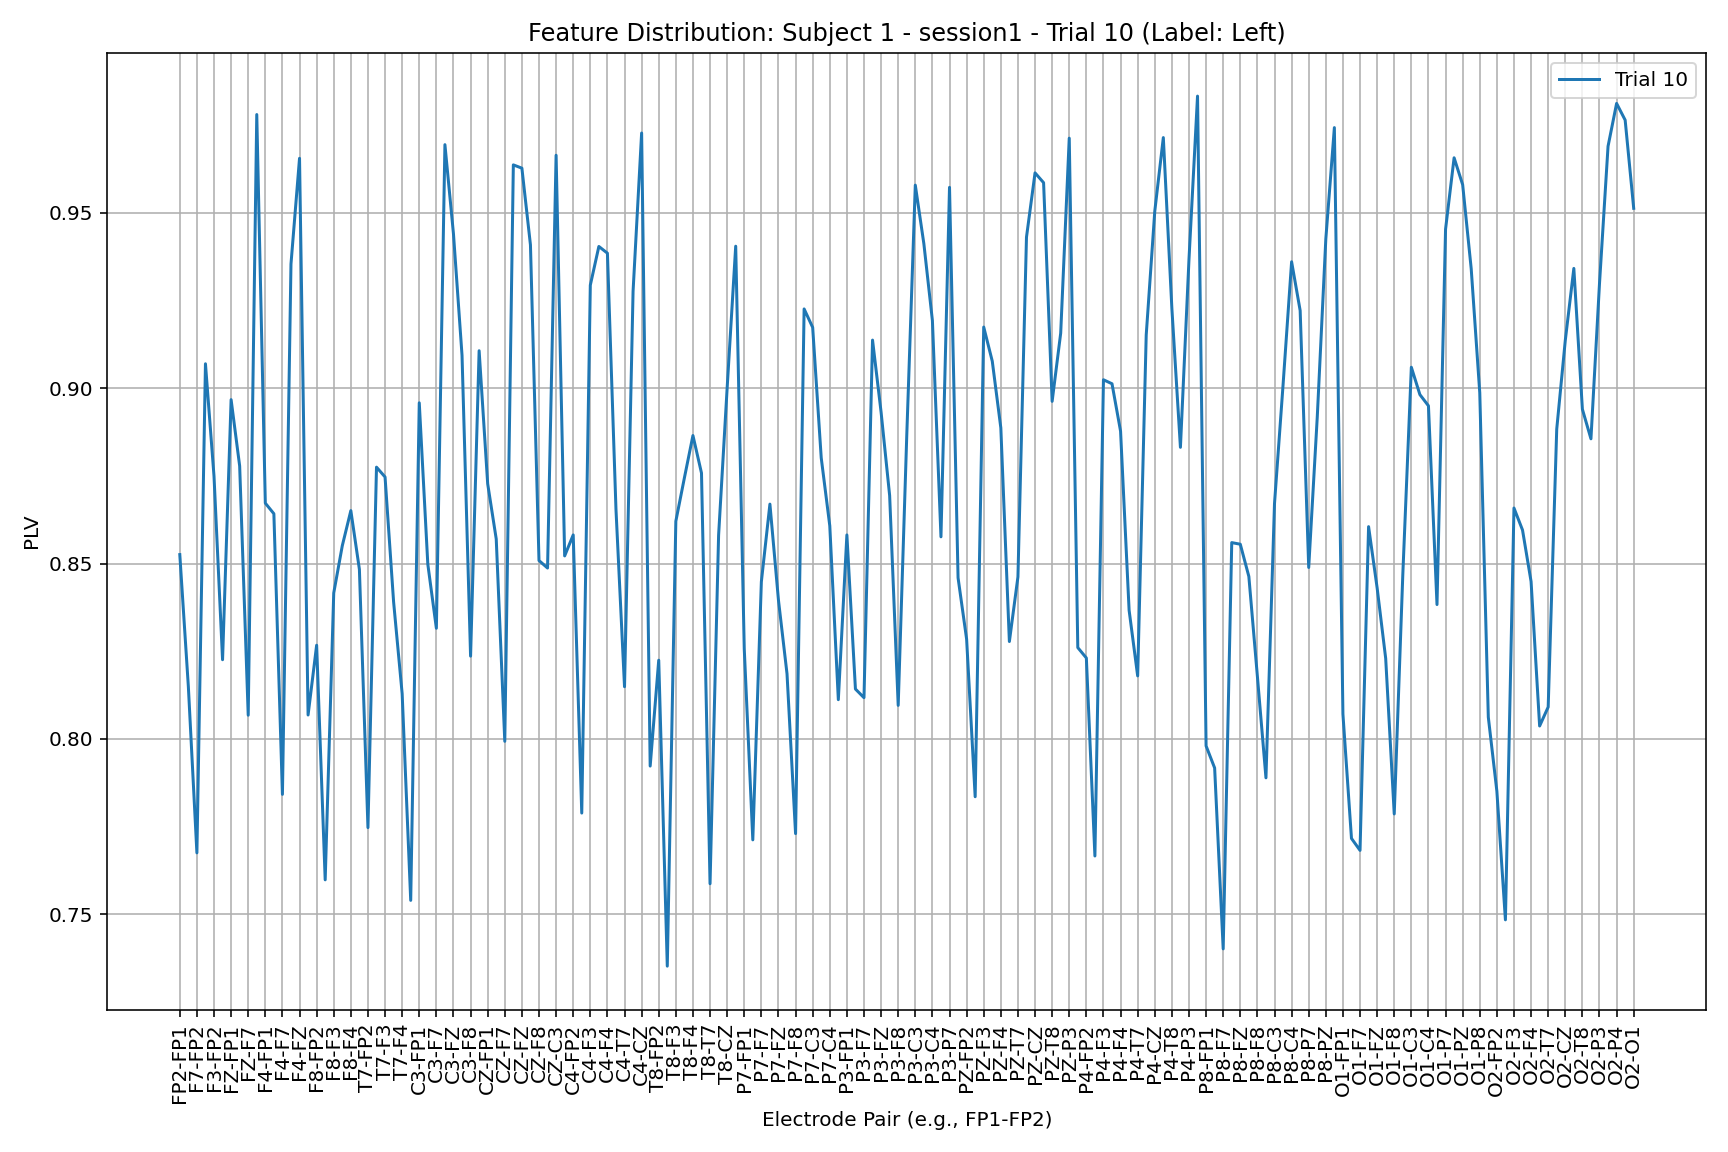 Feature Distribution: Subject 1 - session1 - Trial 10 (Label: Left)
Trial 10
PLV
0.95
0.90
0.85
0.80
0.75
FP2-FP1
F7-FP2
F3-FP2
FZ-FP1
FZ-F7
F4-FP1
F4-F7
F4-FZ
F8-FP2
F8-F3
F8-F4
T7-FP2
T7-F3
T7-F4
C3-FP1
C3-F7
C3-FZ
C3-F8
CZ-FP1
CZ-F7
CZ-FZ
CZ-F8
CZ-C3
C4-FP2
C4-F3
C4-F4
C4-T7
C4-CZ
T8-FP2
T8-F3
T8-F4
T8-T7
T8-CZ
P7-FP1
P7-F7
P7-FZ
P7-F8
P7-C3
P7-C4
P3-FP1
P3-F7
P3-FZ
P3-F8
P3-C3
P3-C4
P3-P7
PZ-FP2
PZ-F3
PZ-F4
PZ-T7
PZ-CZ
PZ-T8
PZ-P3
P4-FP2
P4-F3
P4-F4
P4-T7
P4-CZ
P4-T8
P4-P3
P8-FP1
P8-F7
P8-FZ
P8-F8
P8-C3
P8-C4
P8-P7
P8-PZ
O1-FP1
O1-F7
O1-FZ
O1-F8
O1-C3
O1-C4
O1-P7
O1-PZ
O1-P8
O2-FP2
O2-F3
O2-F4
O2-T7
O2-CZ
O2-T8
O2-P3
O2-P4
O2-O1
Electrode Pair (e.g., FP1-FP2)